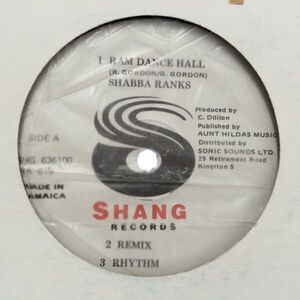 1 RAM DANCE HALL
(R. GORDON/G. GORDON)
SHABBA RANKS
SIDE A
636100
MADE IN
JAMAICA
Produced by
C. Dillion
Published by
AUNT HILDAS MUSIC
Distributed by
SONIC SOUNDS LTD
25 Retirement Road
Kingston 5
SHANG
RECORDS
2 REMIX
3 RHYTHM